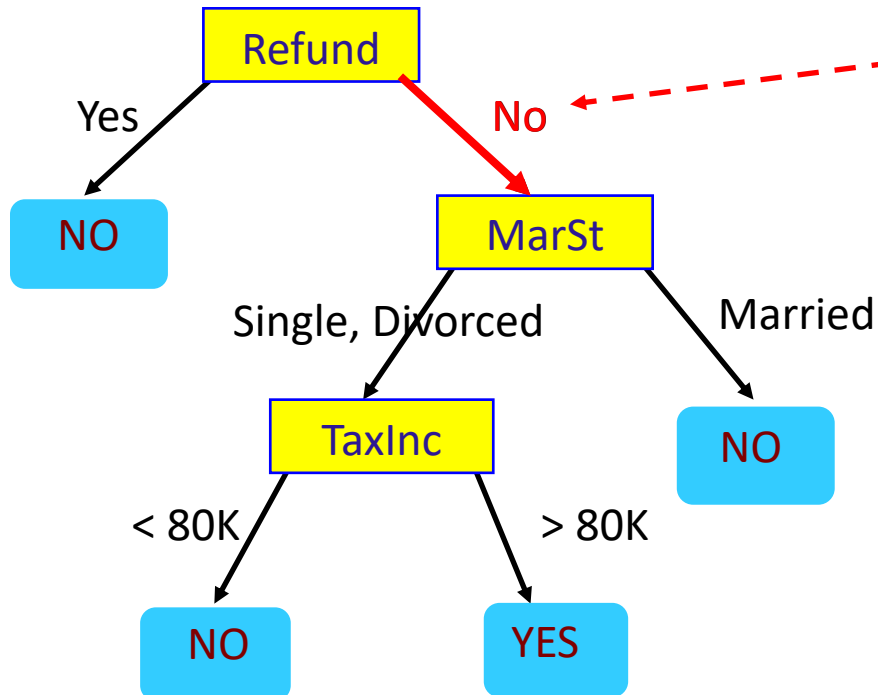 Refund
Yes
No
NO
MarSt
Single, Divorced
Married
TaxInc
NO
< 80K
> 80K
NO
YES